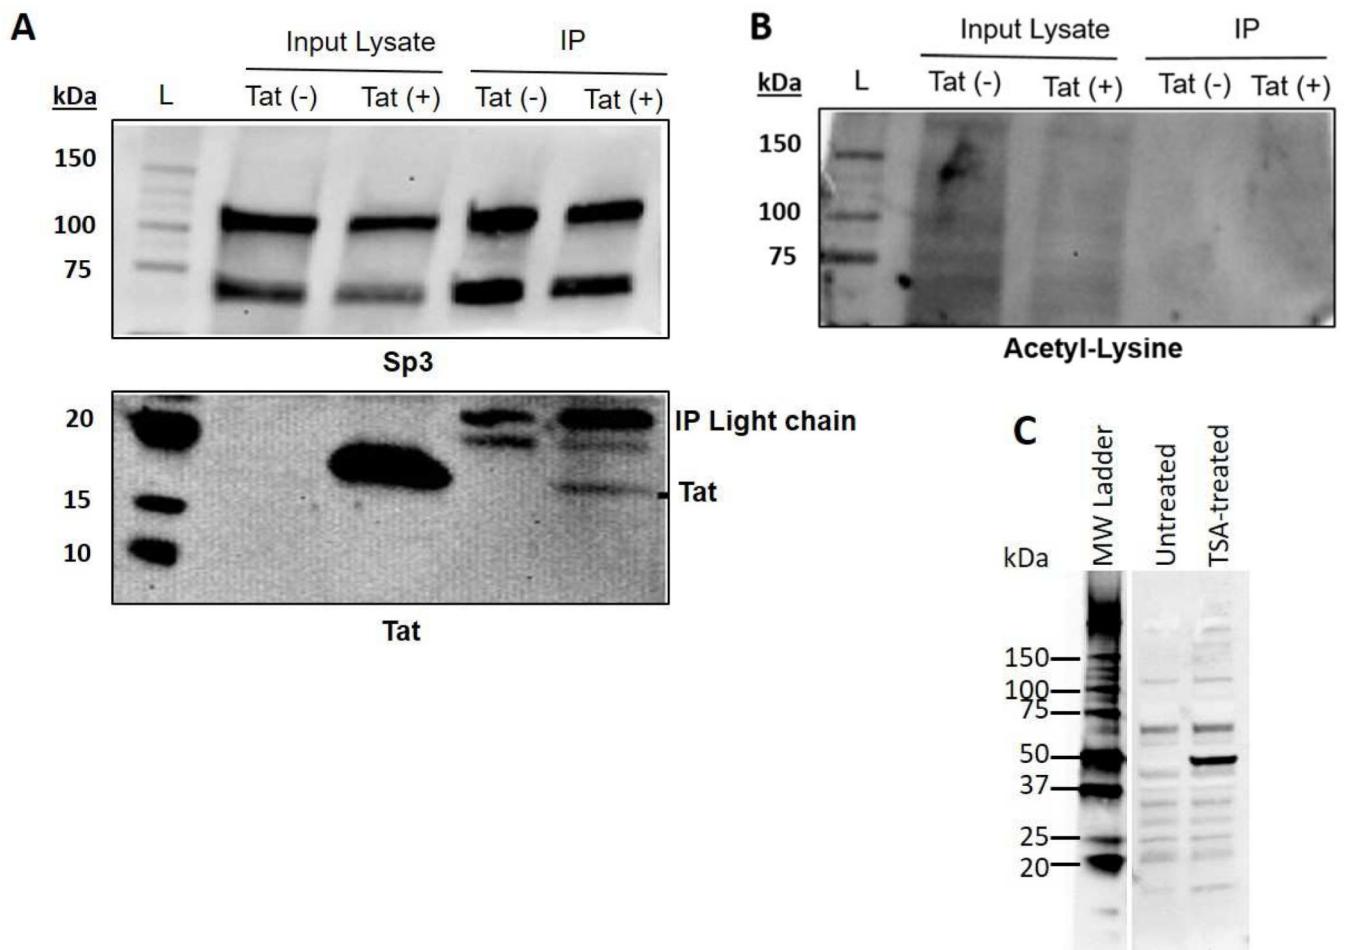 A
Input Lysate IP
kDa L Tat (-) Tat (+) Tat (-) Tat (+)
150
100
75
Sp3
20 IP Light chain
15 Tat
10
Tat
B
Input Lysate IP
kDa L Tat (-) Tat (+) Tat (-) Tat (+)
150
100
75
Acetyl-Lysine
C
kDa MW Ladder Untreated TSA-treated
150
100
75
50
37
25
20